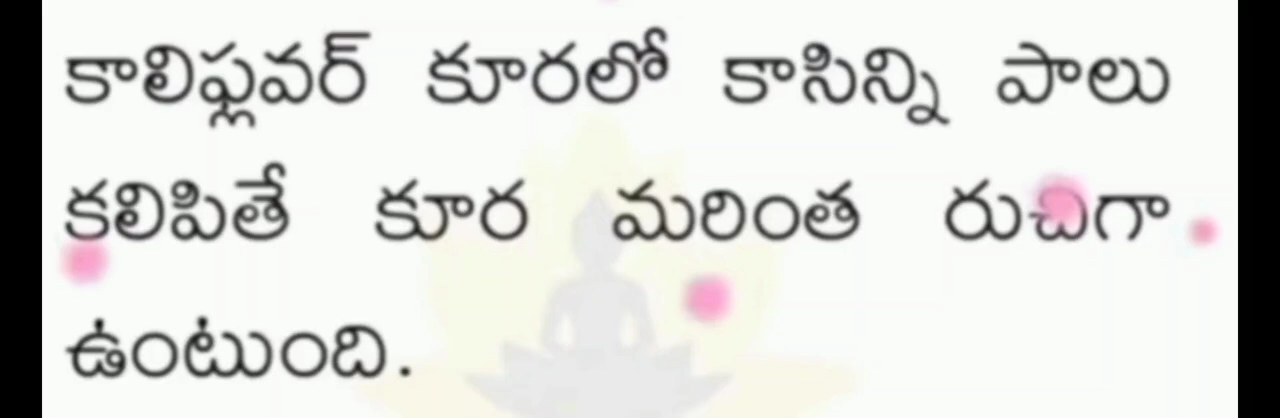 కాలిఫ్లవర్ కూరలో కాసిన్ని పాలు
కలిపితే కూర మరింత రుచిగా
ఉంటుంది.